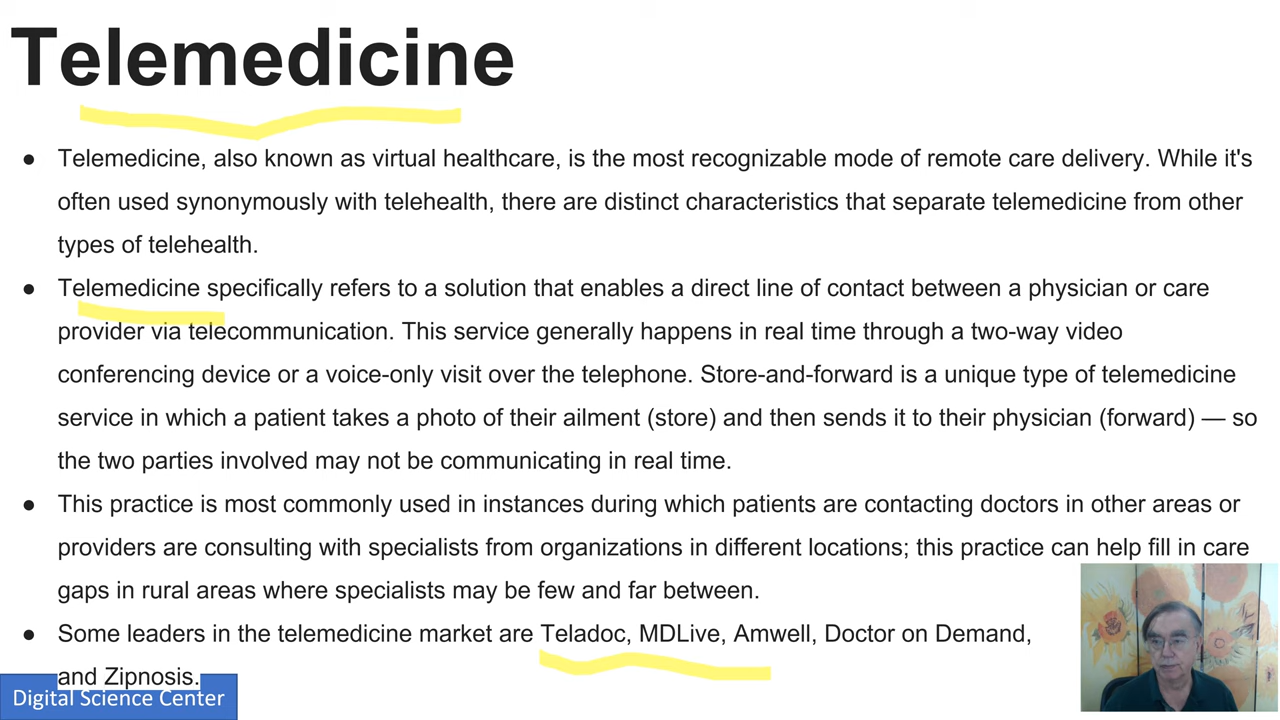 Telemedicine
● Telemedicine, also known as virtual healthcare, is the most recognizable mode of remote care delivery. While it's
often used synonymously with telehealth, there are distinct characteristics that separate telemedicine from other
types of telehealth.
● Telemedicine specifically refers to a solution that enables a direct line of contact between a physician or care
provider via telecommunication. This service generally happens in real time through a two-way video
conferencing device or a voice-only visit over the telephone. Store-and-forward is a unique type of telemedicine
service in which a patient takes a photo of their ailment (store) and then sends it to their physician (forward) — so
the two parties involved may not be communicating in real time.
● This practice is most commonly used in instances during which patients are contacting doctors in other areas or
providers are consulting with specialists from organizations in different locations; this practice can help fill in care
gaps in rural areas where specialists may be few and far between.
● Some leaders in the telemedicine market are Teladoc, MDLive, Amwell, Doctor on Demand,
and Zipnosis.
Digital Science Center